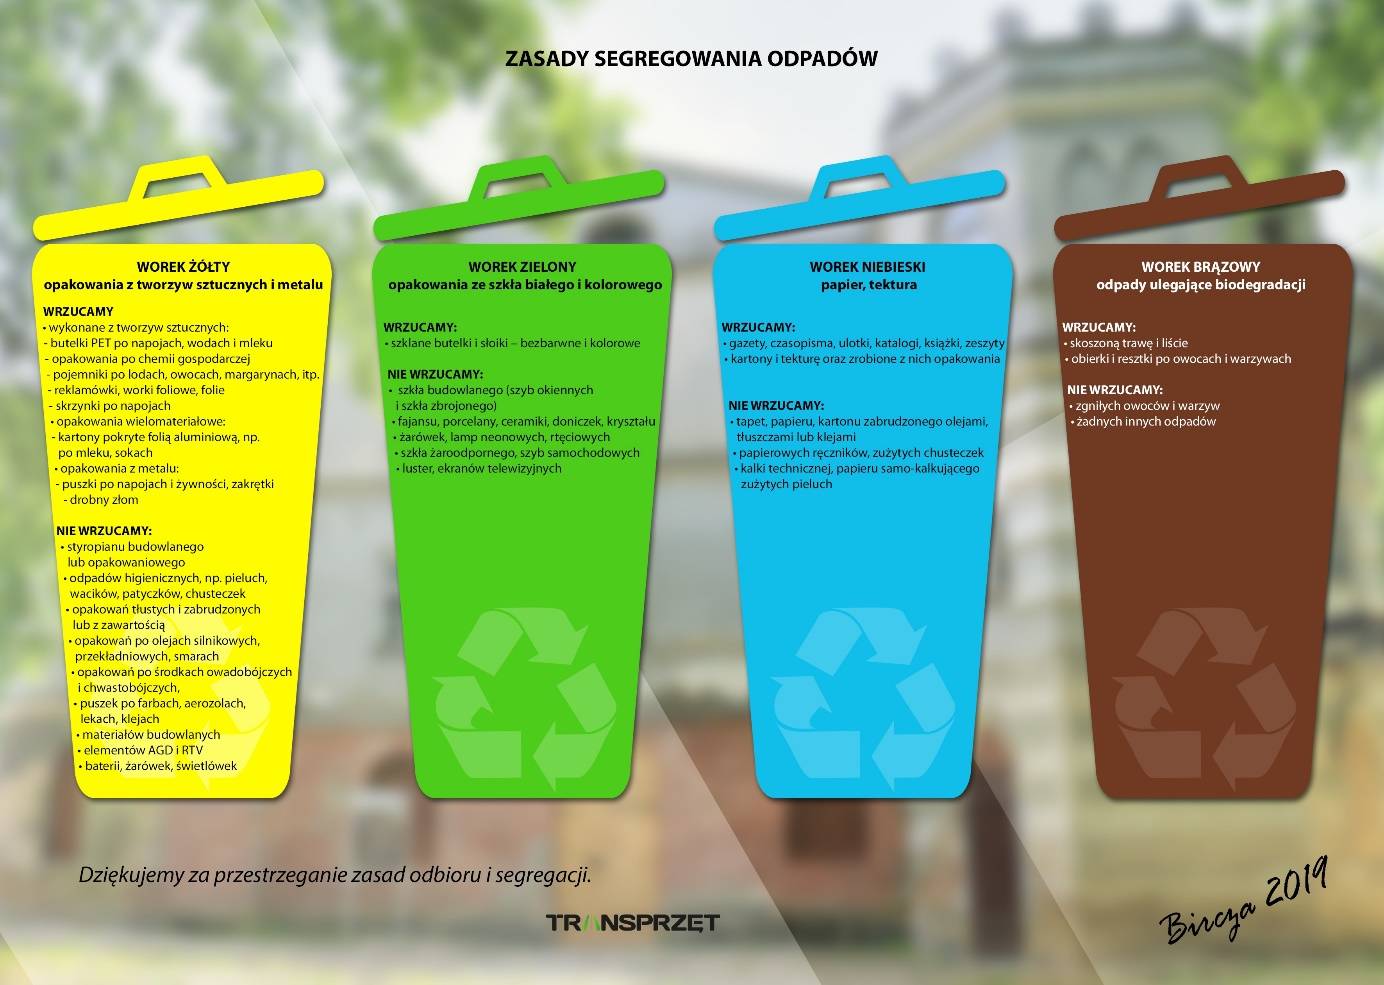 ZASADY SEGREGOWANIA ODPADÓW
WOREK ŻÓŁTY
opakowania z tworzyw sztucznych i metalu
WRZUCAMY
• wykonane z tworzyw sztucznych:
- butelki PET po napojach, wodach i mleku
- opakowania po chemii gospodarczej
- pojemniki po lodach, owocach, margarynach, itp.
- reklamówki, worki foliowe, folie
- skrzynki po napojach
• opakowania wielomateriałowe:
- kartony pokryte folią aluminiową, np.
po mleku, sokach
• opakowania z metalu:
- puszki po napojach i żywności, zakrętki
- drobny złom
NIE WRZUCAMY:
• styropianu budowlanego
lub opakowaniowego
• odpadów higienicznych, np. pieluch,
wacików, patyczków, chusteczek
• opakowań tłustych i zabrudzonych
lub z zawartością
• opakowań po olejach silnikowych,
przekładniowych, smarach
• opakowań po środkach owadobójczych
i chwastobójczych,
• puszek po farbach, aerozolach,
lekach, klejach
• materiałów budowlanych
• elementów AGD i RTV
• baterii, żarówek, świetlówek
WOREK ZIELONY
opakowania ze szkła białego i kolorowego
WRZUCAMY:
• szklane butelki i słoiki – bezbarwne i kolorowe
NIE WRZUCAMY:
• szkła budowlanego (szyb okiennych
i szkła zbrojonego)
• fajansu, porcelany, ceramiki, doniczek, kryształu
• żarówek, lamp neonowych, rtęciowych
• szkła żaroodpornego, szyb samochodowych
• luster, ekranów telewizyjnych
WOREK NIEBIESKI
papier, tektura
WRZUCAMY:
• gazety, czasopisma, ulotki, katalogi, książki, zeszyty
• kartony i tekturę oraz zrobione z nich opakowania
NIE WRZUCAMY:
• tapet, papieru, kartonu zabrudzonego olejami,
tłuszczami lub klejami
• papierowych ręczników, zużytych chusteczek
• kalki technicznej, papieru samo-kalkującego
zużytych pieluch
WOREK BRĄZOWY
odpady ulegające biodegradacji
WRZUCAMY:
• skoszoną trawę i liście
• obierki i resztki po owocach i warzywach
NIE WRZUCAMY:
• zgniłych owoców i warzyw
• żadnych innych odpadów
Dziękujemy za przestrzeganie zasad odbioru i segregacji.
TRANSPRZĘT
Bircza 2019